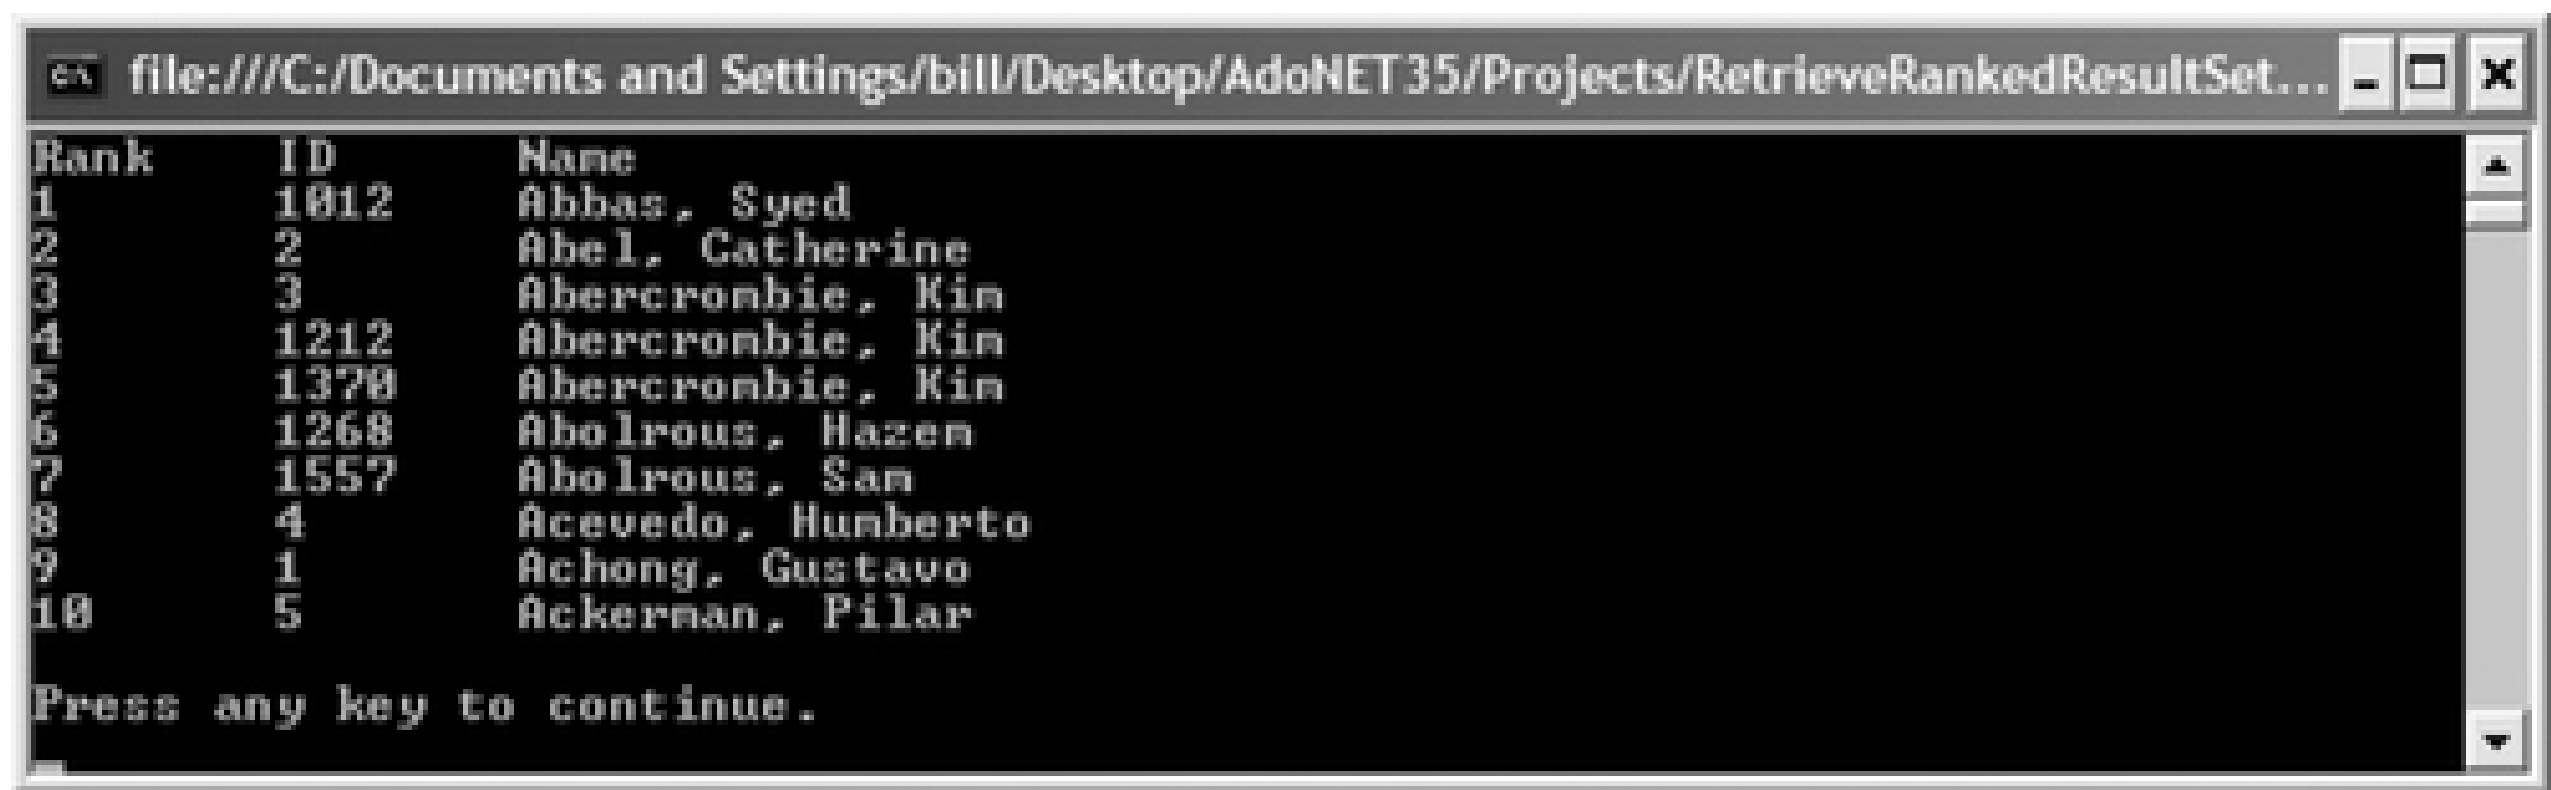 file:///C:/Documents and Settings/bill/Desktop/AdoNET35/Projects/RetrieveRankedResultSet...
Rank ID Name
1 1012 Abbas, Syed
2 2 Abel, Catherine
3 3 Abercrombie, Kim
4 1212 Abercrombie, Kim
5 1370 Abercrombie, Kim
6 1268 Abolrous, Hazem
7 1557 Abolrous, Sam
8 4 Acevedo, Humberto
9 1 Achong, Gustavo
10 5 Ackerman, Pilar
Press any key to continue.